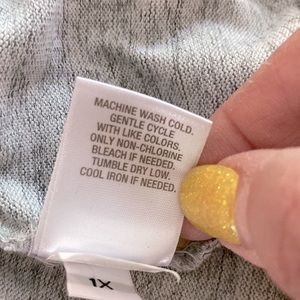 MACHINE WASH COLD.
GENTLE CYCLE
WITH LIKE COLORS.
ONLY NON-CHLORINE
BLEACH IF NEEDED.
TUMBLE DRY LOW.
COOL IRON IF NEEDED.
1X